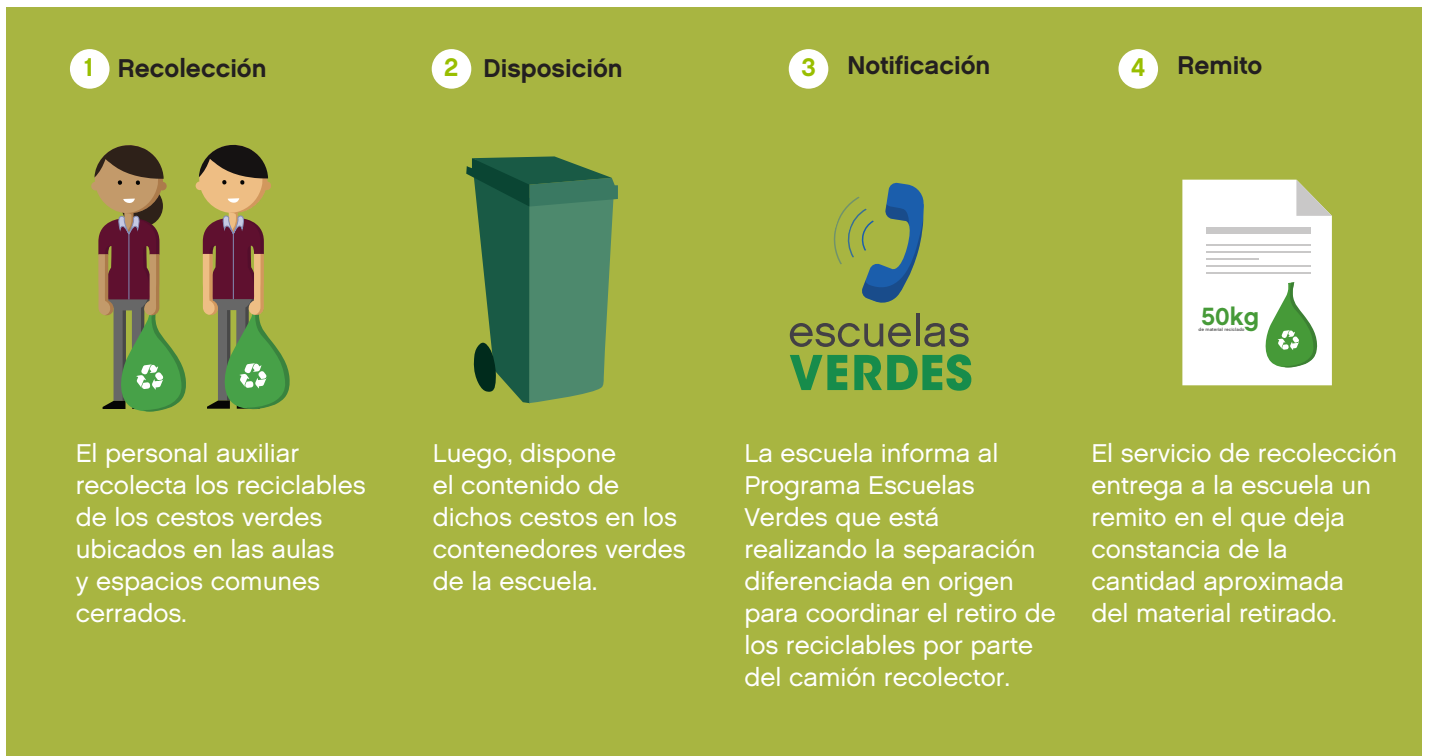 1 Recolección
El personal auxiliar
recolecta los reciclables
de los cestos verdes
ubicados en las aulas
y espacios comunes
cerrados.
2 Disposición
Luego, dispone
el contenido de
dichos cestos en los
contenedores verdes
de la escuela.
3 Notificación
escuelas
VERDES
La escuela informa al
Programa Escuelas
Verdes que está
realizando la separación
diferenciada en origen
para coordinar el retiro de
los reciclables por parte
del camión recolector.
4 Remito
50kg
de material reciclado
El servicio de recolección
entrega a la escuela un
remito en el que deja
constancia de la
cantidad aproximada
del material retirado.